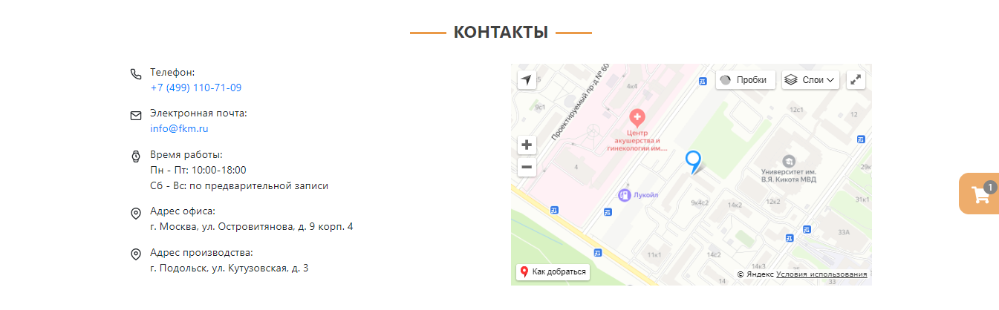 КОНТАКТЫ
Телефон:
+7 (499) 110-71-09
Электронная почта:
info@fkm.ru
Время работы:
Пн - Пт: 10:00-18:00
Сб - Вс: по предварительной записи
Адрес офиса:
г. Москва, ул. Островитянова, д. 9 корп. 4
Адрес производства:
г. Подольск, ул. Кутузовская, д. 3
Пробки
Слои
Проектируемый пр-д № 60
4к4
9с1
12с1
12
Центр
акушерства и
гинекологии им....
4
Университет им.
В.Я. Кикотя МВД
29к
Лукойл
9к4с2
14к2
12к2
31к1
33А
11к1
14с2
14к3
14к4
Как добраться
© Яндекс Условия использования
1